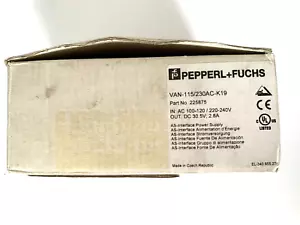 PEPPERL+FUCHS
VAN-115/230AC-K19
Part No. 225875
IN: AC 100-120 / 220-240V
OUT: DC 30.5V; 2.8A
AS-Interface Power Supply
AS-Interface Alimentation d'Energie
AS-Interface Stromversorgung
AS-Interface Fuente De Alimentación
AS-Interface Gruppo di alimentazione
AS-Interface Fonte De Alimentação
CE
UL
LISTED
Made in Czech Republic